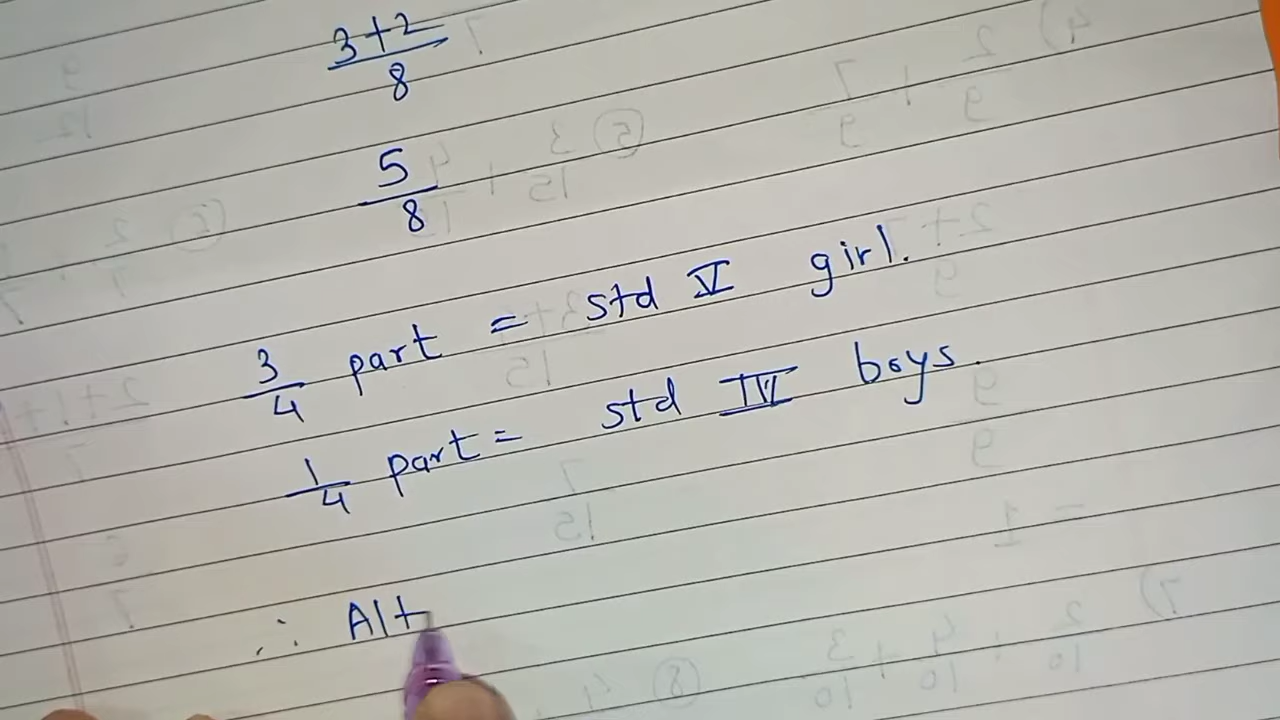 3+2
8
5
8
3/4 part = std V girl.
1/4 part = std IV boys.
∴ Alt